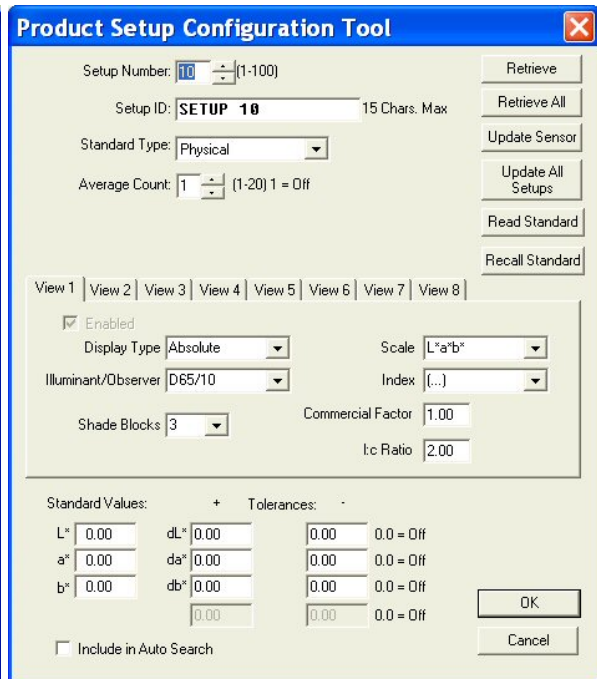 Product Setup Configuration Tool
Setup Number: 10 (1-100)
Retrieve
Setup ID: SETUP 10 15 Chars. Max
Retrieve All
Standard Type: Physical
Update Sensor
Average Count: 1 (1-20) 1 = Off
Update All
Setups
Read Standard
Recall Standard
View 1 View 2 View 3 View 4 View 5 View 6 View 7 View 8
Enabled
Display Type Absolute Scale L*a*b*
Illuminant/Observer D65/10 Index (...)
Shade Blocks 3 Commercial Factor 1.00
l:c Ratio 2.00
Standard Values: + Tolerances: -
L* 0.00 dL* 0.00 0.00 0.0 = Off
a* 0.00 da* 0.00 0.00 0.0 = Off
b* 0.00 db* 0.00 0.00 0.0 = Off
0.00 0.00 0.0 = Off
OK
Include in Auto Search
Cancel